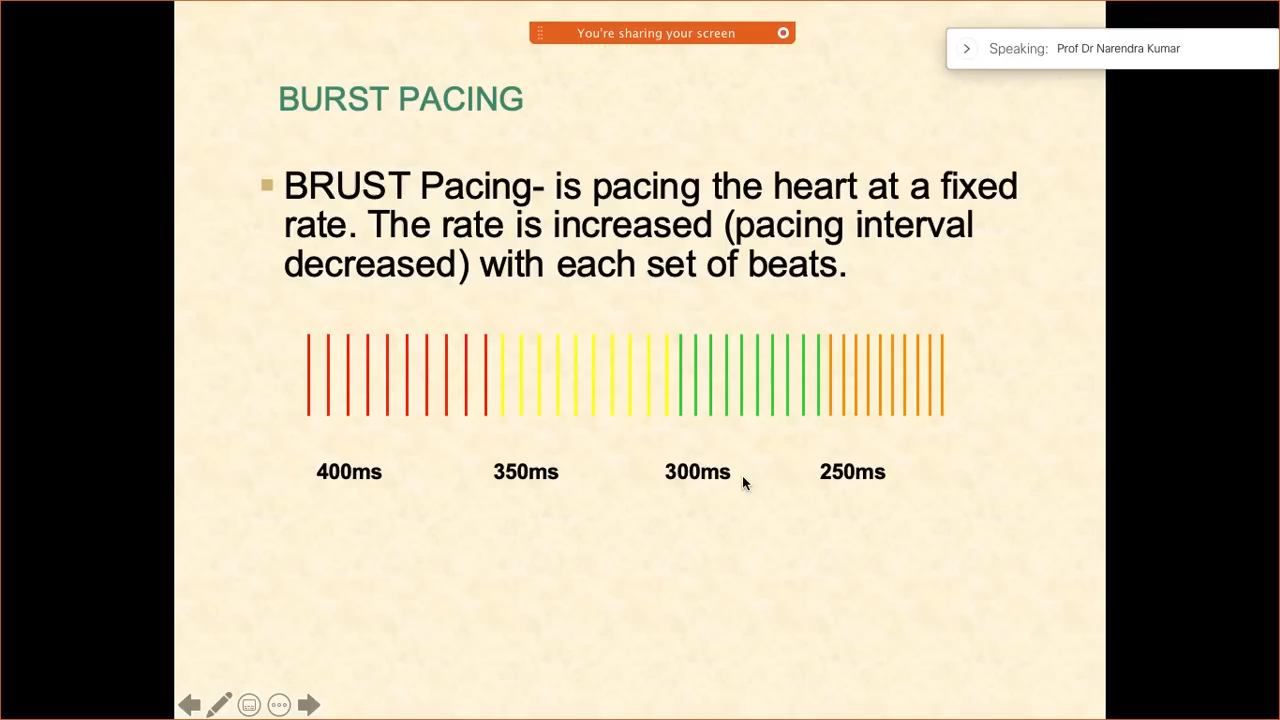 You're sharing your screen
Speaking: Prof Dr Narendra Kumar
BURST PACING
BRUST Pacing- is pacing the heart at a fixed
rate. The rate is increased (pacing interval
decreased) with each set of beats.
400ms 350ms 300ms 250ms